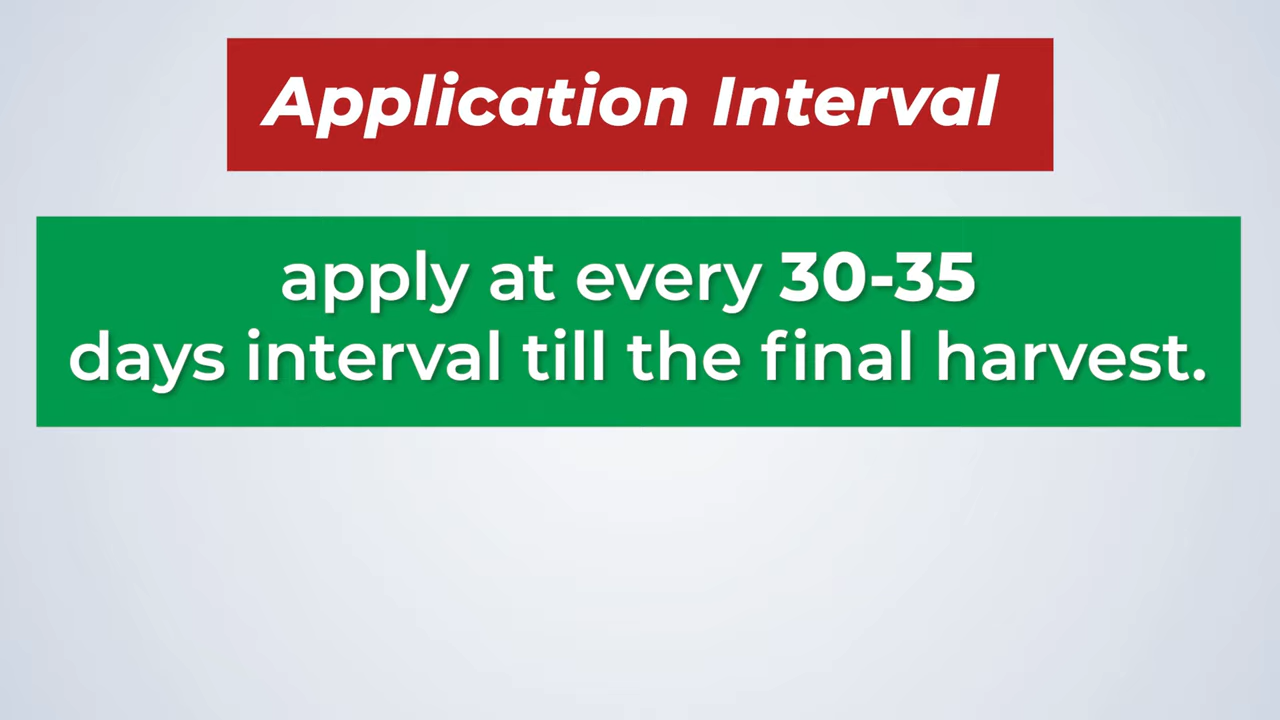 Application Interval
apply at every 30-35
days interval till the final harvest.